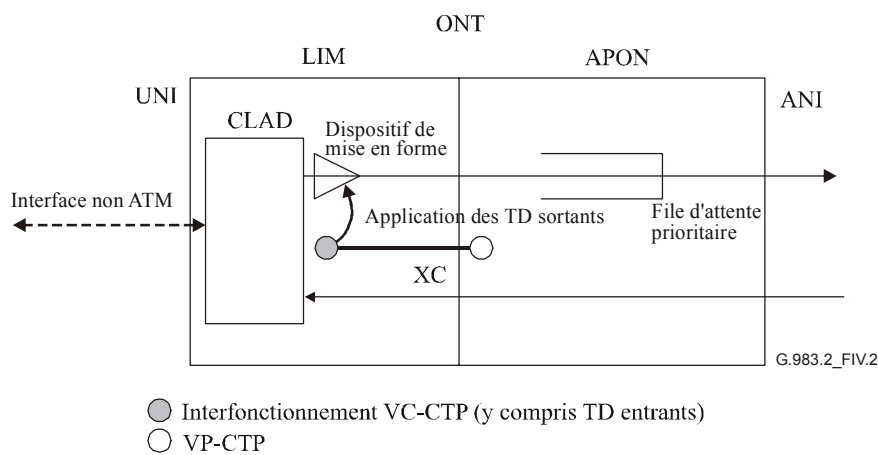 ONT
LIM
APON
UNI
ANI
CLAD
Dispositif de
mise en forme
Interface non ATM
Application des TD sortants
File d'attente
prioritaire
XC
G.983.2_FIV.2
Interfonctionnement VC-CTP (y compris TD entrants)
VP-CTP